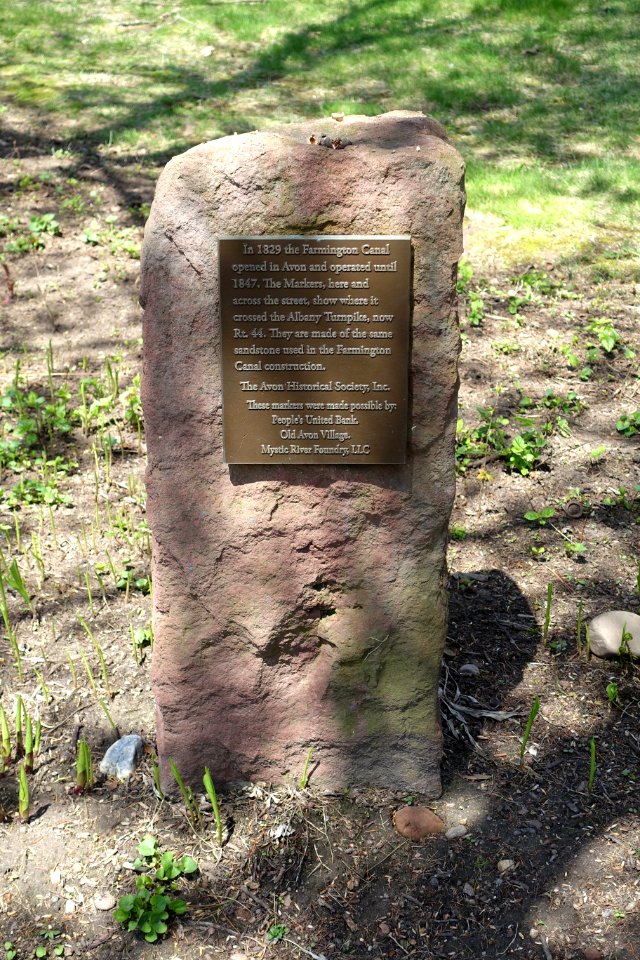 In 1829 the Farmington Canal
opened in Avon and operated until
1847. The Markers, here and
across the street, show where it
crossed the Albany Turnpike, now
Rt. 44. They are made of the same
sandstone used in the Farmington
Canal construction.
The Avon Historical Society, Inc.
These markers were made possible by:
People's United Bank.
Old Avon Village.
Mystic River Foundry, LLC